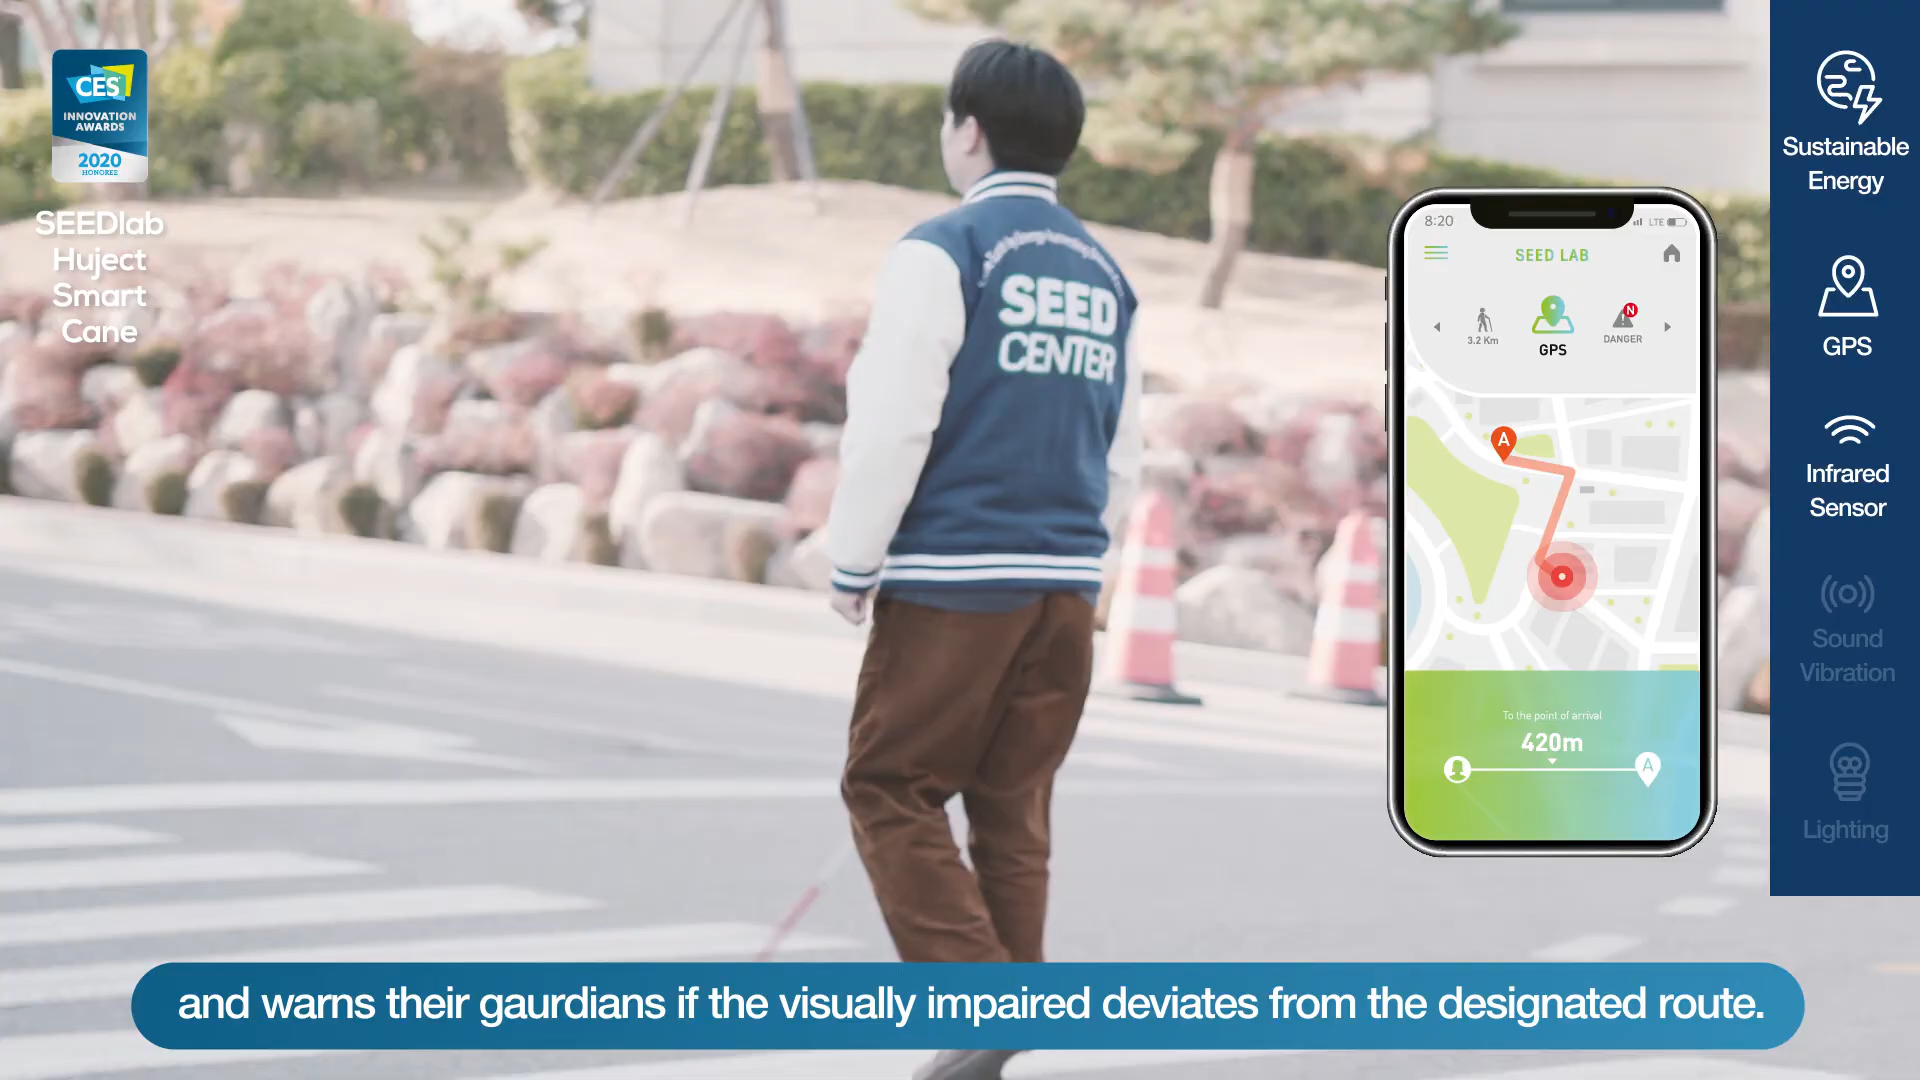 CES
INNOVATION
AWARDS
2020
HONOREE
SEEDlab
Huject
Smart
Cane
SEED
CENTER
8:20
LTE
SEED LAB
3.2 Km
GPS
N
DANGER
A
To the point of arrival
420m
A
Sustainable
Energy
GPS
Infrared
Sensor
Sound
Vibration
Lighting
and warns their gaurdians if the visually impaired deviates from the designated route.